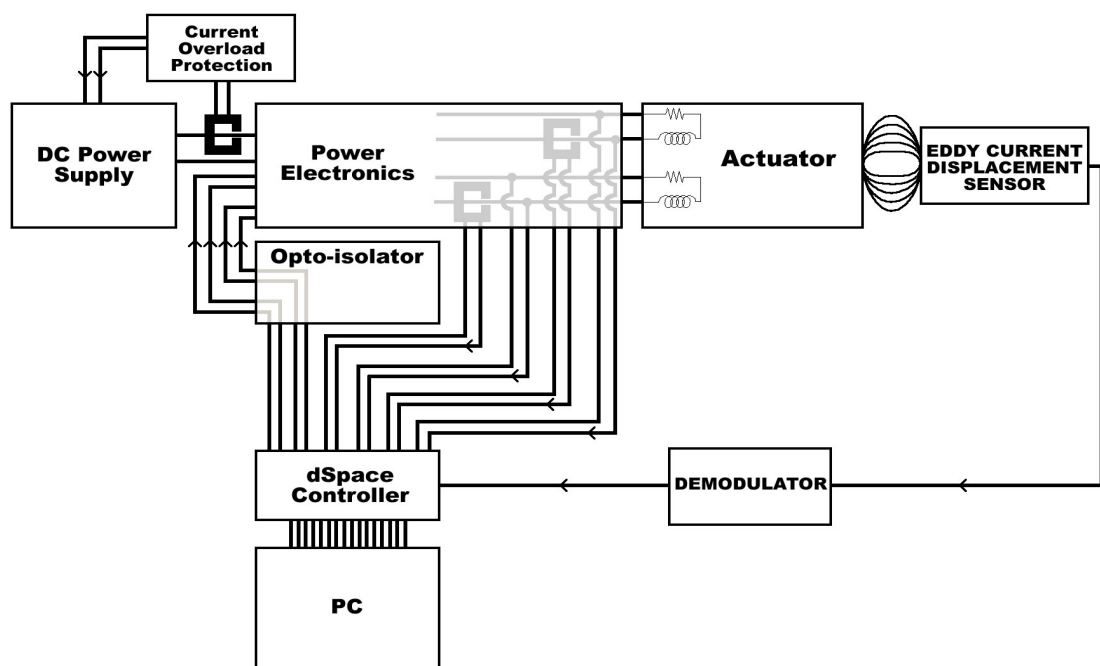 Current
Overload
Protection
DC Power
Supply
Power
Electronics
Actuator
EDDY CURRENT
DISPLACEMENT
SENSOR
Opto-isolator
dSpace
Controller
DEMODULATOR
PC